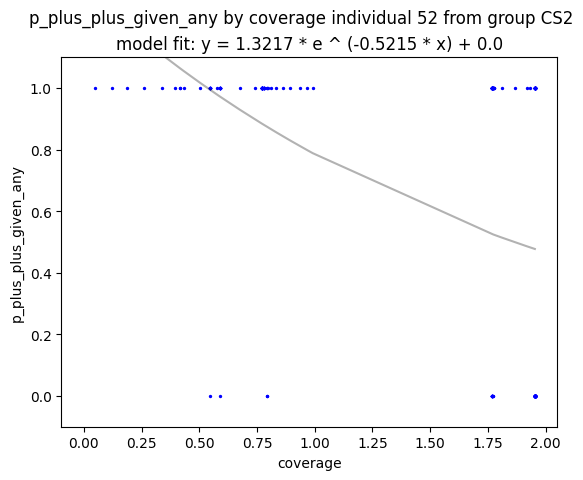 p_plus_plus_given_any by coverage individual 52 from group CS2
model fit: y = 1.3217 * e ^ (-0.5215 * x) + 0.0
1.0
0.8
0.6
0.4
0.2
0.0
p_plus_plus_given_any
0.00 0.25 0.50 0.75 1.00 1.25 1.50 1.75 2.00
coverage